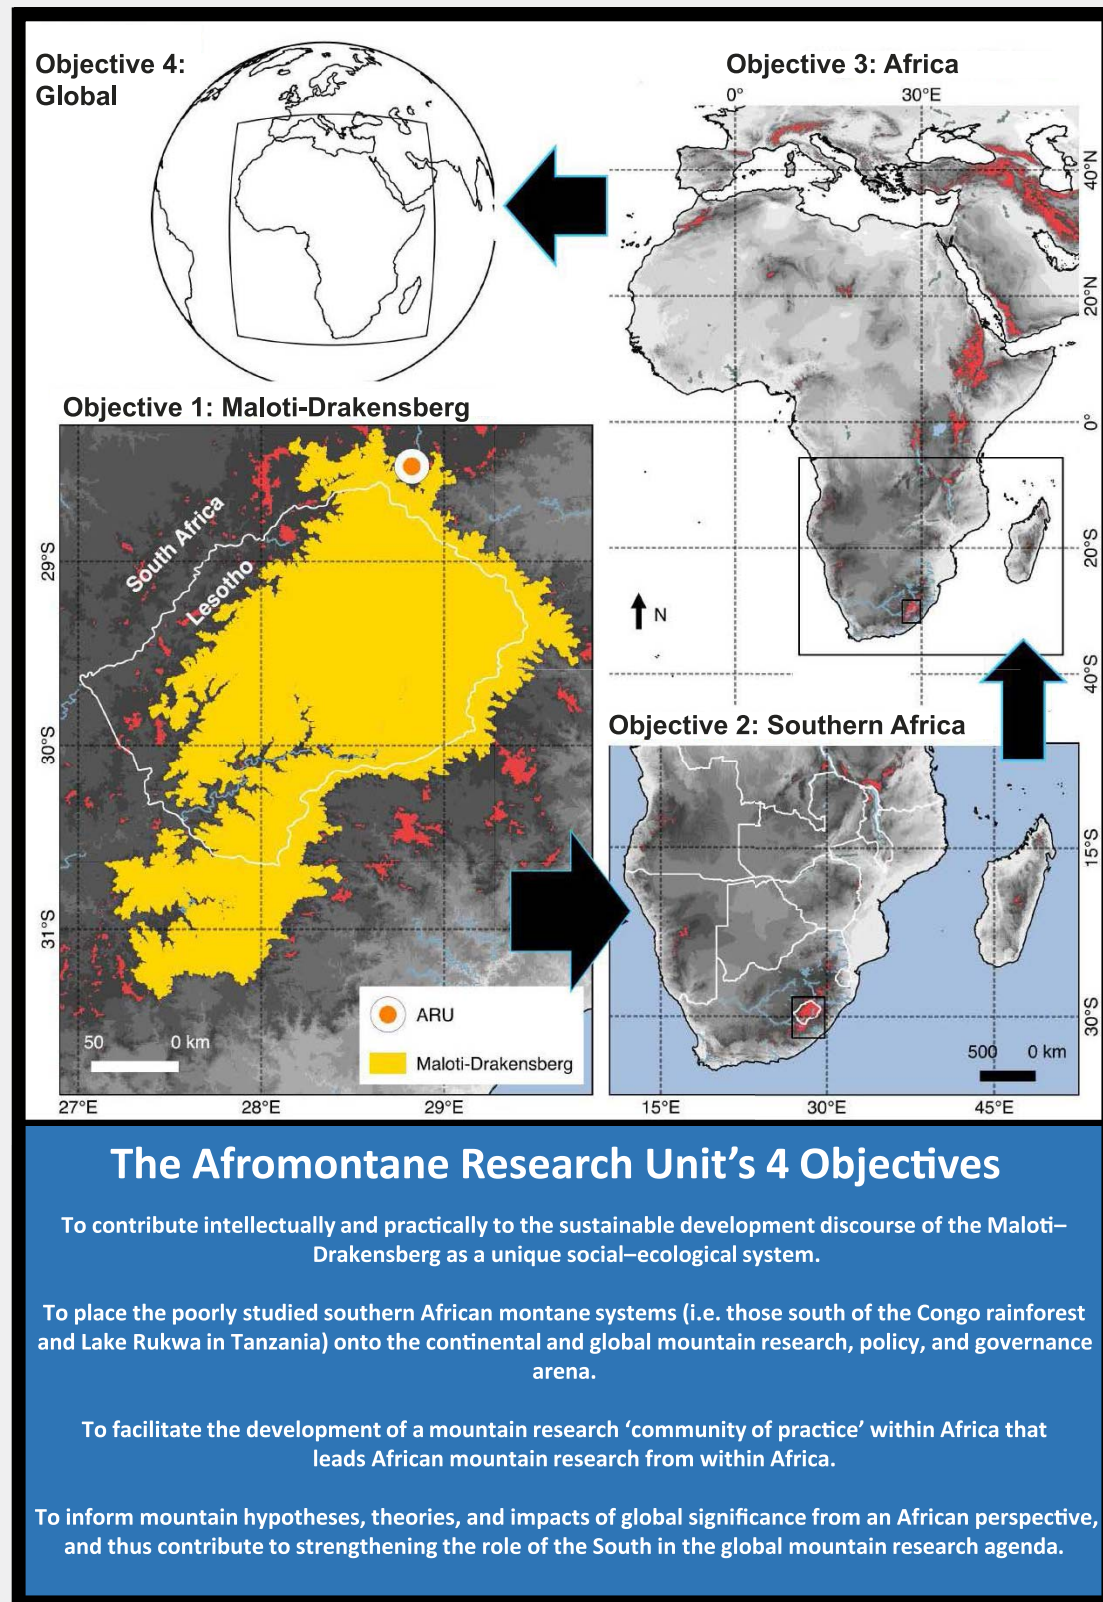 Objective 4:
Global
Objective 3: Africa
0°
30°E
40°N
20°N
0°
20°S
40°S
N
Objective 1: Maloti-Drakensberg
South Africa
Lesotho
29°S
30°S
31°S
50 0 km
ARU
Maloti-Drakensberg
27°E
28°E
29°E
Objective 2: Southern Africa
15°S
30°S
500 0 km
15°E
30°E
45°E
The Afromontane Research Unit’s 4 Objectives
To contribute intellectually and practically to the sustainable development discourse of the Maloti–
Drakensberg as a unique social–ecological system.
To place the poorly studied southern African montane systems (i.e. those south of the Congo rainforest
and Lake Rukwa in Tanzania) onto the continental and global mountain research, policy, and governance
arena.
To facilitate the development of a mountain research ‘community of practice’ within Africa that
leads African mountain research from within Africa.
To inform mountain hypotheses, theories, and impacts of global significance from an African perspective,
and thus contribute to strengthening the role of the South in the global mountain research agenda.